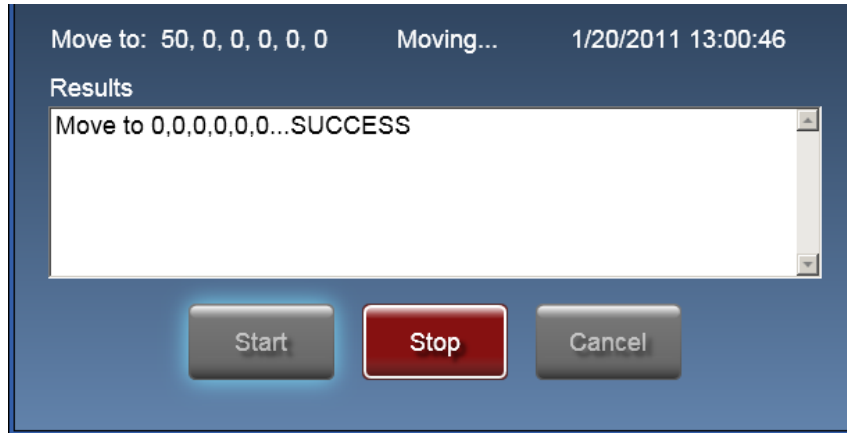 Move to: 50, 0, 0, 0, 0, 0 Moving... 1/20/2011 13:00:46
Results
Move to 0,0,0,0,0,0...SUCCESS
Start Stop Cancel